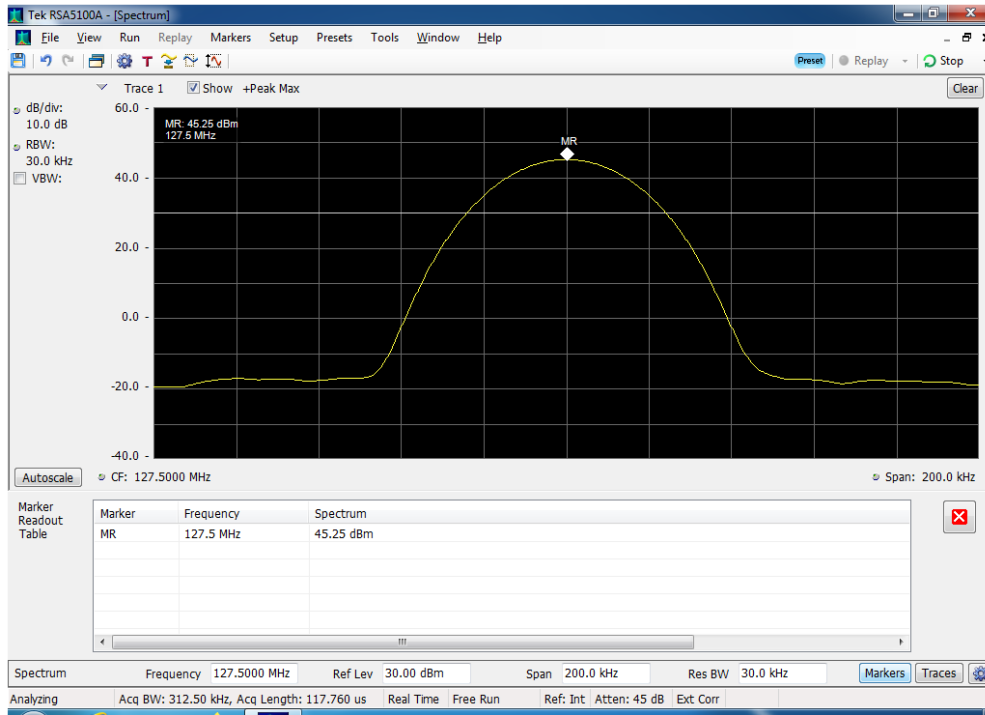 Tek RSA5100A - [Spectrum]
File View Run Replay Markers Setup Presets Tools Window Help
T
Preset Replay Stop
Trace 1 Show +Peak Max Clear
dB/div:
10.0 dB
RBW:
30.0 kHz
VBW:
60.0 -
40.0 -
20.0 -
0.0 -
-20.0 -
-40.0 -
MR: 45.25 dBm
127.5 MHz
MR
Autoscale CF: 127.5000 MHz Span: 200.0 kHz
Marker
Readout
Table
Marker Frequency Spectrum
MR 127.5 MHz 45.25 dBm
Spectrum Frequency 127.5000 MHz Ref Lev 30.00 dBm Span 200.0 kHz Res BW 30.0 kHz Markers Traces
Analyzing Acq BW: 312.50 kHz, Acq Length: 117.760 us Real Time Free Run Ref: Int Atten: 45 dB Ext Corr